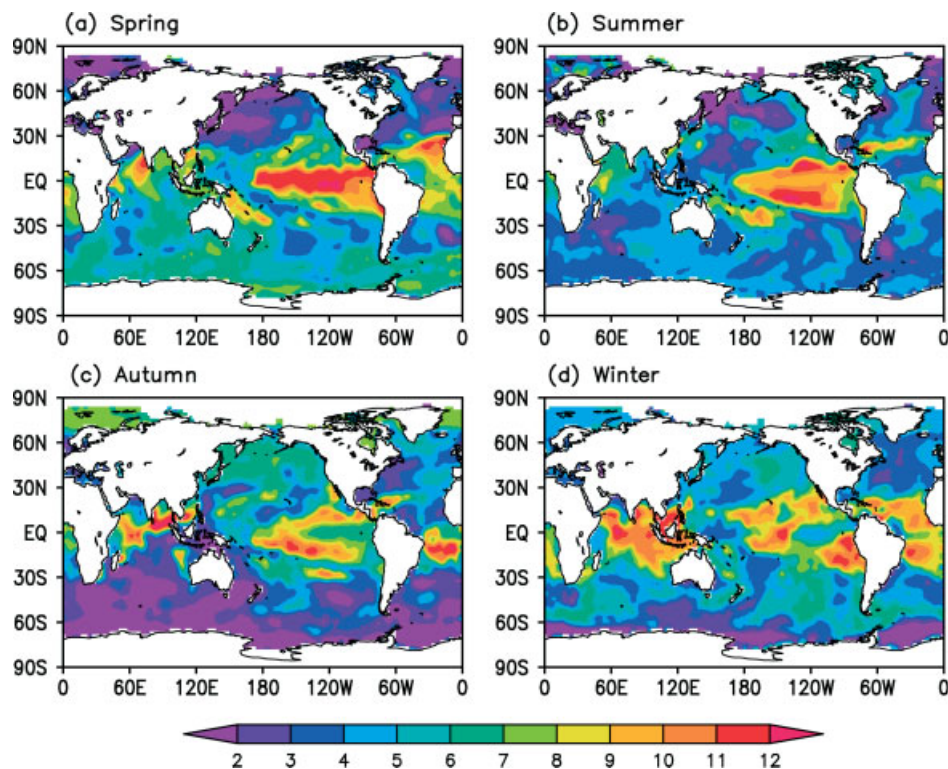 (a) Spring
(b) Summer
90N
60N
30N
EQ
30S
60S
90S
0 60E 120E 180 120W 60W 0
90N
60N
30N
EQ
30S
60S
90S
0 60E 120E 180 120W 60W 0
(c) Autumn
(d) Winter
90N
60N
30N
EQ
30S
60S
90S
0 60E 120E 180 120W 60W 0
90N
60N
30N
EQ
30S
60S
90S
0 60E 120E 180 120W 60W 0
2 3 4 5 6 7 8 9 10 11 12